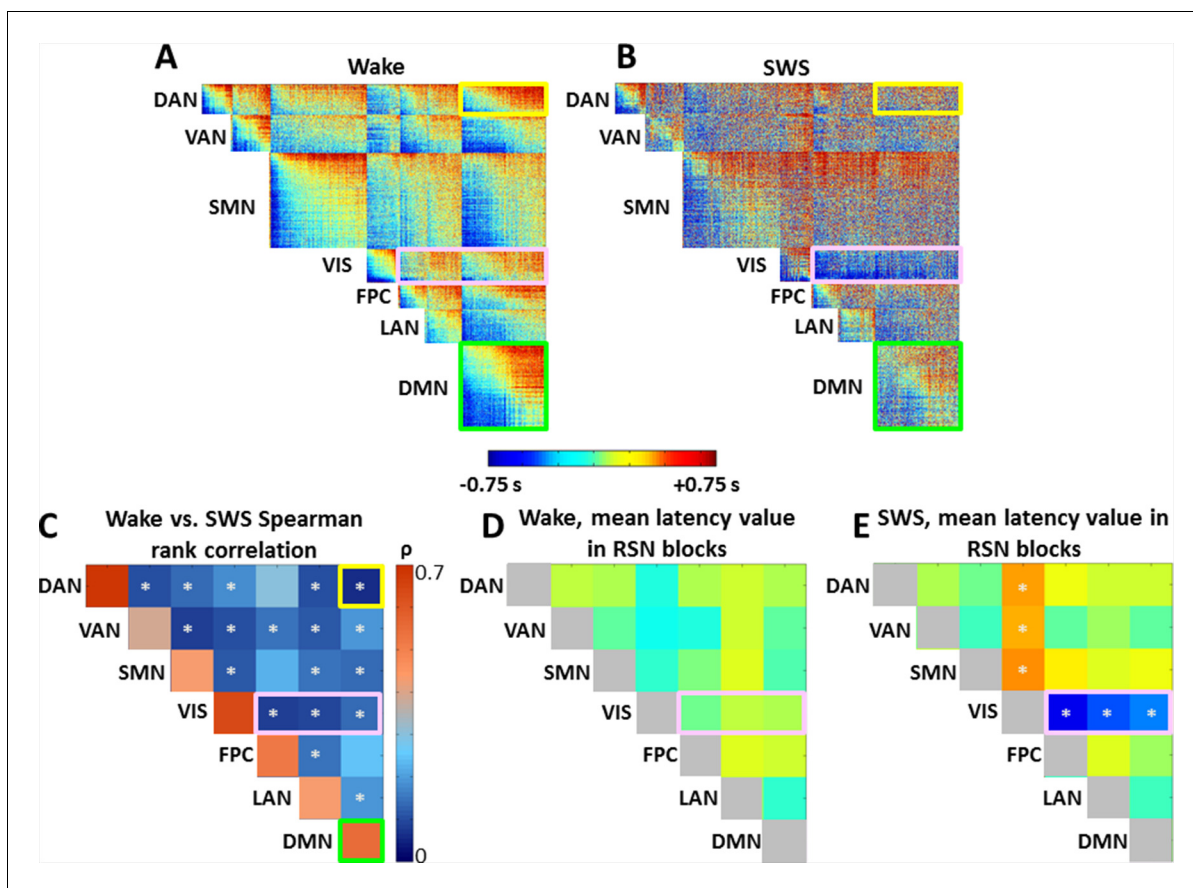 A
Wake
DAN
VAN
SMN
VIS
FPC
LAN
DMN
B
SWS
DAN
VAN
SMN
VIS
FPC
LAN
DMN
-0.75 s
+0.75 s
C
Wake vs. SWS Spearman
rank correlation
ρ
0.7
0
DAN
* * * * *
VAN
* * * * *
SMN
* * *
VIS
* * *
FPC
*
LAN
*
DMN
D
Wake, mean latency value
in RSN blocks
DAN
VAN
SMN
VIS
FPC
LAN
DMN
E
SWS, mean latency value in
RSN blocks
DAN
*
VAN
*
SMN
*
VIS
* * *
FPC
LAN
DMN